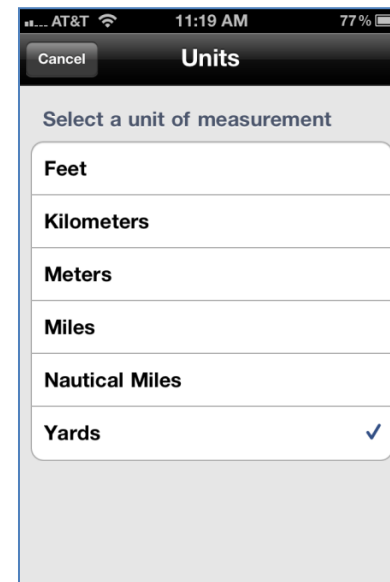 AT&T 11:19 AM 77%
Cancel Units
Select a unit of measurement
Feet
Kilometers
Meters
Miles
Nautical Miles
Yards